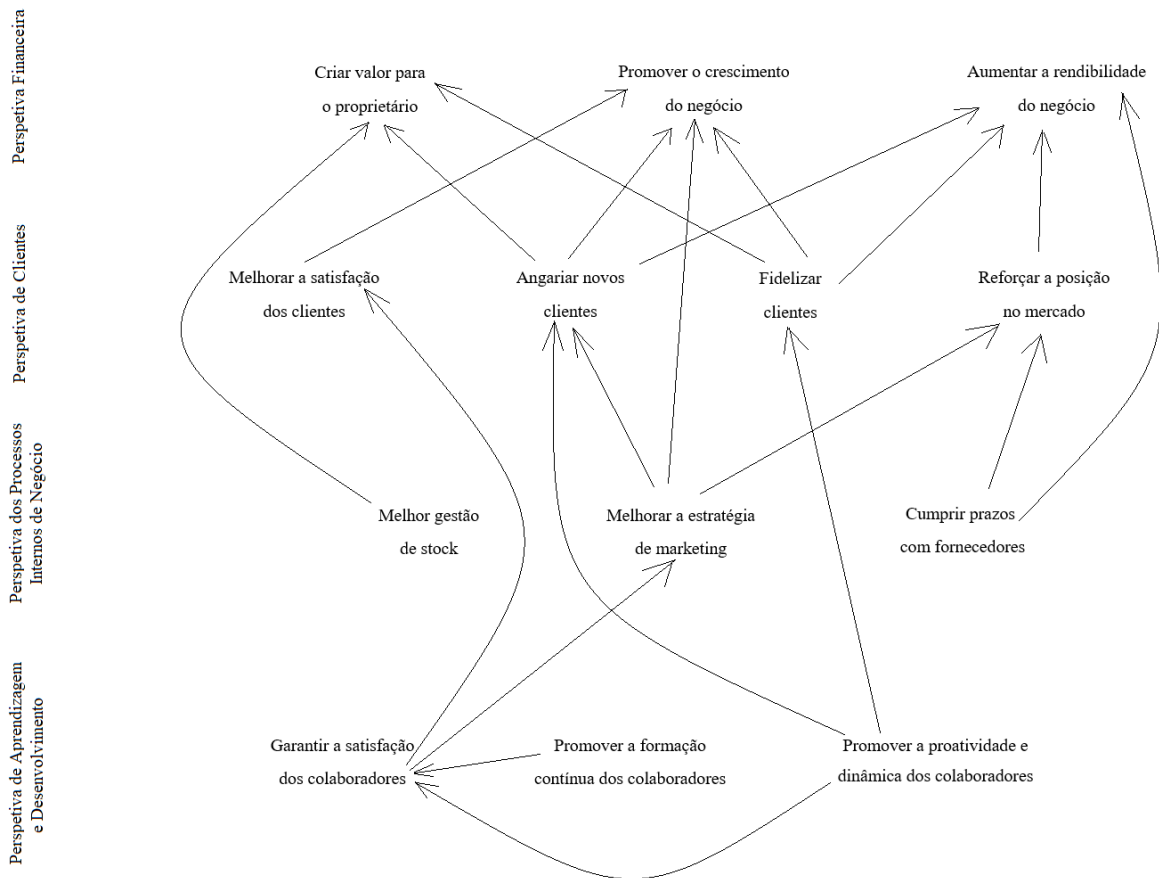 Perspetiva Financeira
Criar valor para
o proprietário
Promover o crescimento
do negócio
Aumentar a rendibilidade
do negócio
Perspetiva de Clientes
Melhorar a satisfação
dos clientes
Angariar novos
clientes
Fidelizar
clientes
Reforçar a posição
no mercado
Perspetiva dos Processos
Internos de Negócio
Melhor gestão
de stock
Melhorar a estratégia
de marketing
Cumprir prazos
com fornecedores
Perspetiva de Aprendizagem
e Desenvolvimento
Garantir a satisfação
dos colaboradores
Promover a formação
contínua dos colaboradores
Promover a proatividade e
dinâmica dos colaboradores